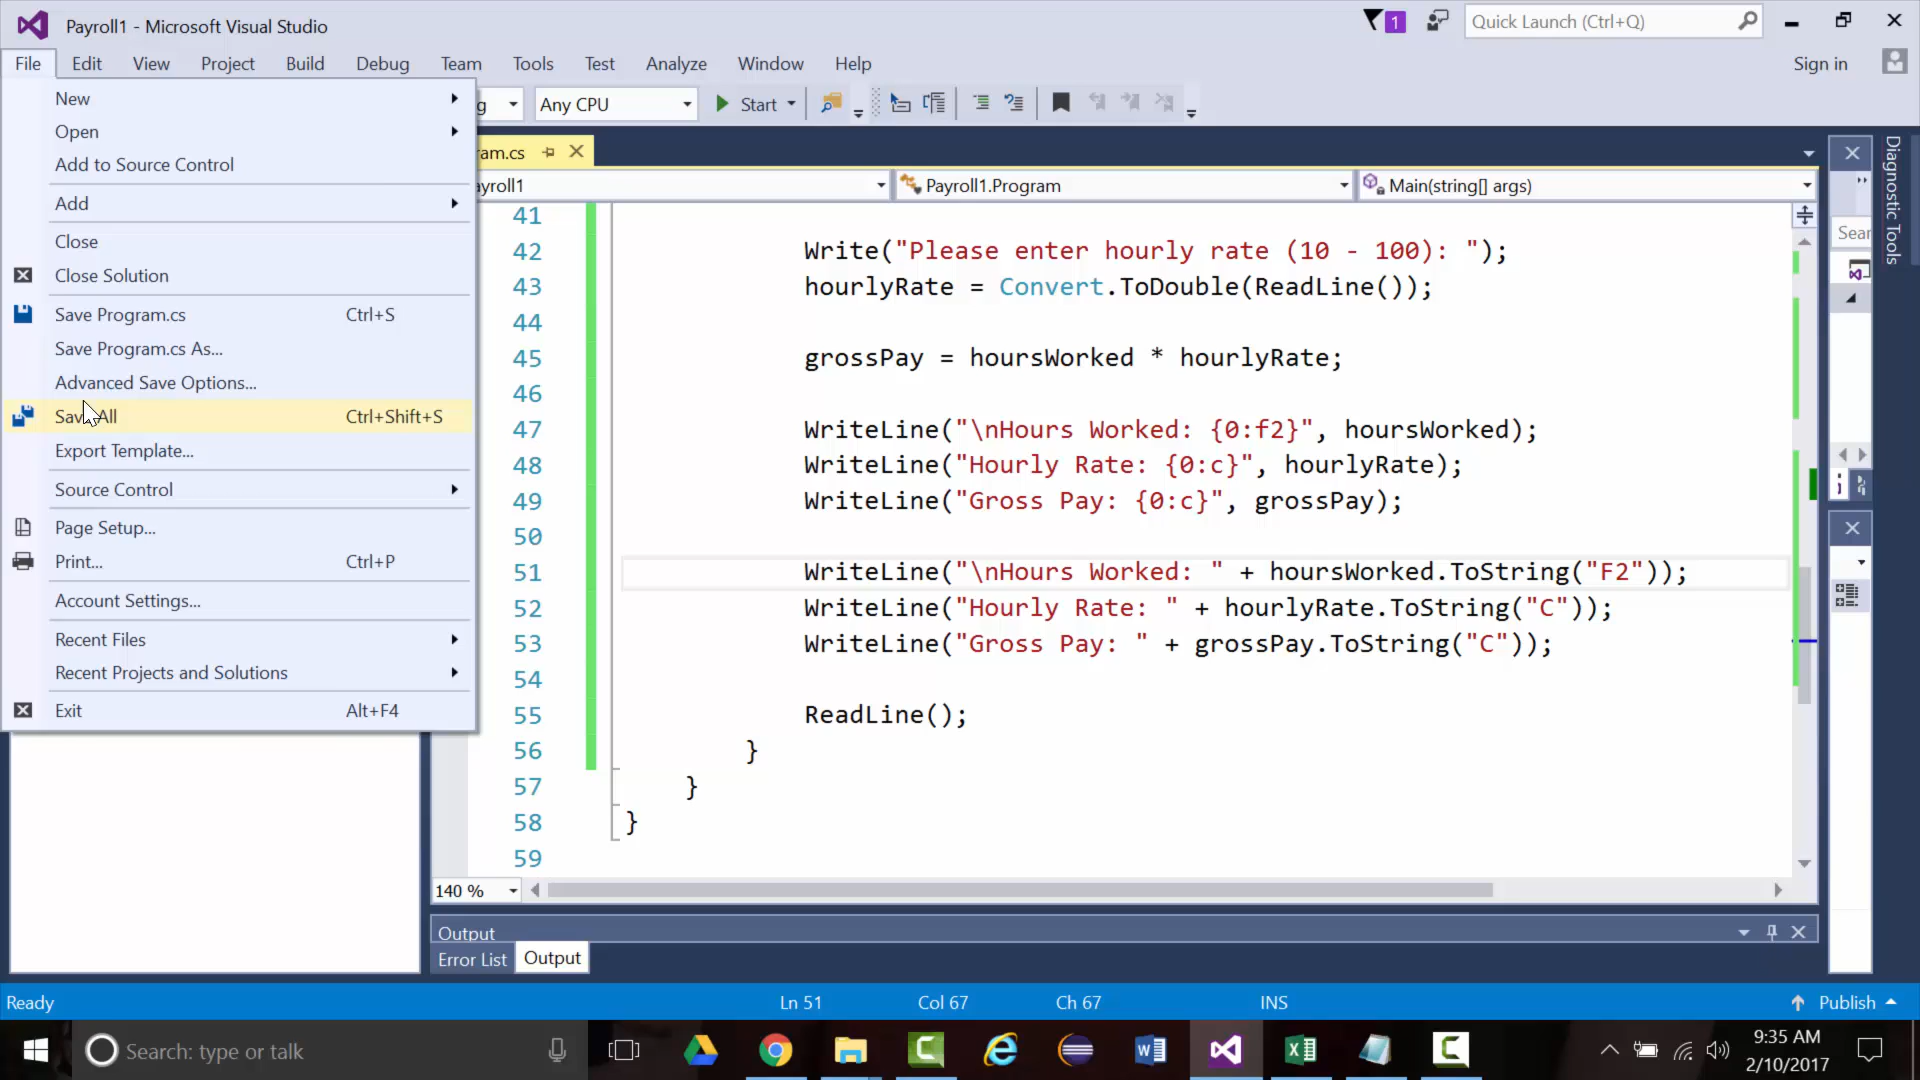 Payroll1 - Microsoft Visual Studio
1
Quick Launch (Ctrl+Q)
File Edit View Project Build Debug Team Tools Test Analyze Window Help
Sign in
g
Any CPU
Start
New
Open
Add to Source Control
Add
Close
Close Solution
Save Program.cs Ctrl+S
Save Program.cs As...
Advanced Save Options...
Save All Ctrl+Shift+S
Export Template...
Source Control
Page Setup...
Print... Ctrl+P
Account Settings...
Recent Files
Recent Projects and Solutions
Exit Alt+F4
ram.cs
ayroll1
Payroll1.Program
Main(string[] args)
41
42 Write("Please enter hourly rate (10 - 100): ");
43 hourlyRate = Convert.ToDouble(ReadLine());
44
45 grossPay = hoursWorked * hourlyRate;
46
47 WriteLine("\nHours Worked: {0:f2}", hoursWorked);
48 WriteLine("Hourly Rate: {0:c}", hourlyRate);
49 WriteLine("Gross Pay: {0:c}", grossPay);
50
51 WriteLine("\nHours Worked: " + hoursWorked.ToString("F2"));
52 WriteLine("Hourly Rate: " + hourlyRate.ToString("C"));
53 WriteLine("Gross Pay: " + grossPay.ToString("C"));
54
55 ReadLine();
56 }
57 }
58 }
59
140 %
Sear
Diagnostic Tools
Output
Error List
Output
Ready
Ln 51
Col 67
Ch 67
INS
Publish
Search: type or talk
9:35 AM
2/10/2017